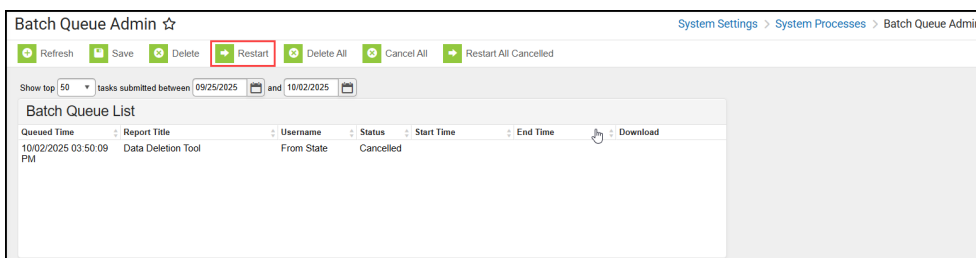 Batch Queue Admin
System Settings > System Processes > Batch Queue Admin
Refresh Save Delete Restart Delete All Cancel All Restart All Cancelled
Show top 50 tasks submitted between 09/25/2025 and 10/02/2025
Batch Queue List
Queued Time Report Title Username Status Start Time End Time Download
10/02/2025 03:50:09 Data Deletion Tool From State Cancelled
PM